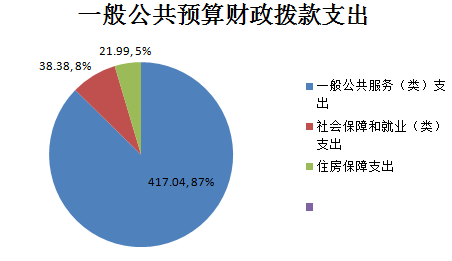 一般公共预算财政拨款支出
21.99,5%
38.38,8%
417.04,87%
一般公共服务（类）支
出
社会保障和就业（类）
支出
住房保障支出